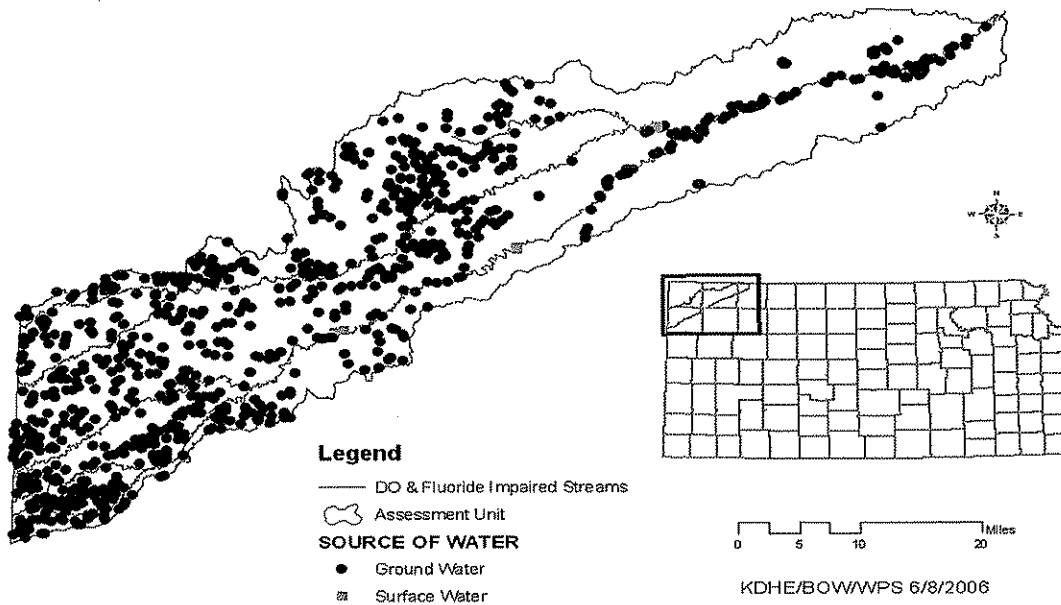 N
W E
S
Legend
DO & Fluoride Impaired Streams
Assessment Unit
SOURCE OF WATER
Ground Water
Surface Water
Miles
0 5 10 20
KDHE/BOW/WPS 6/8/2006